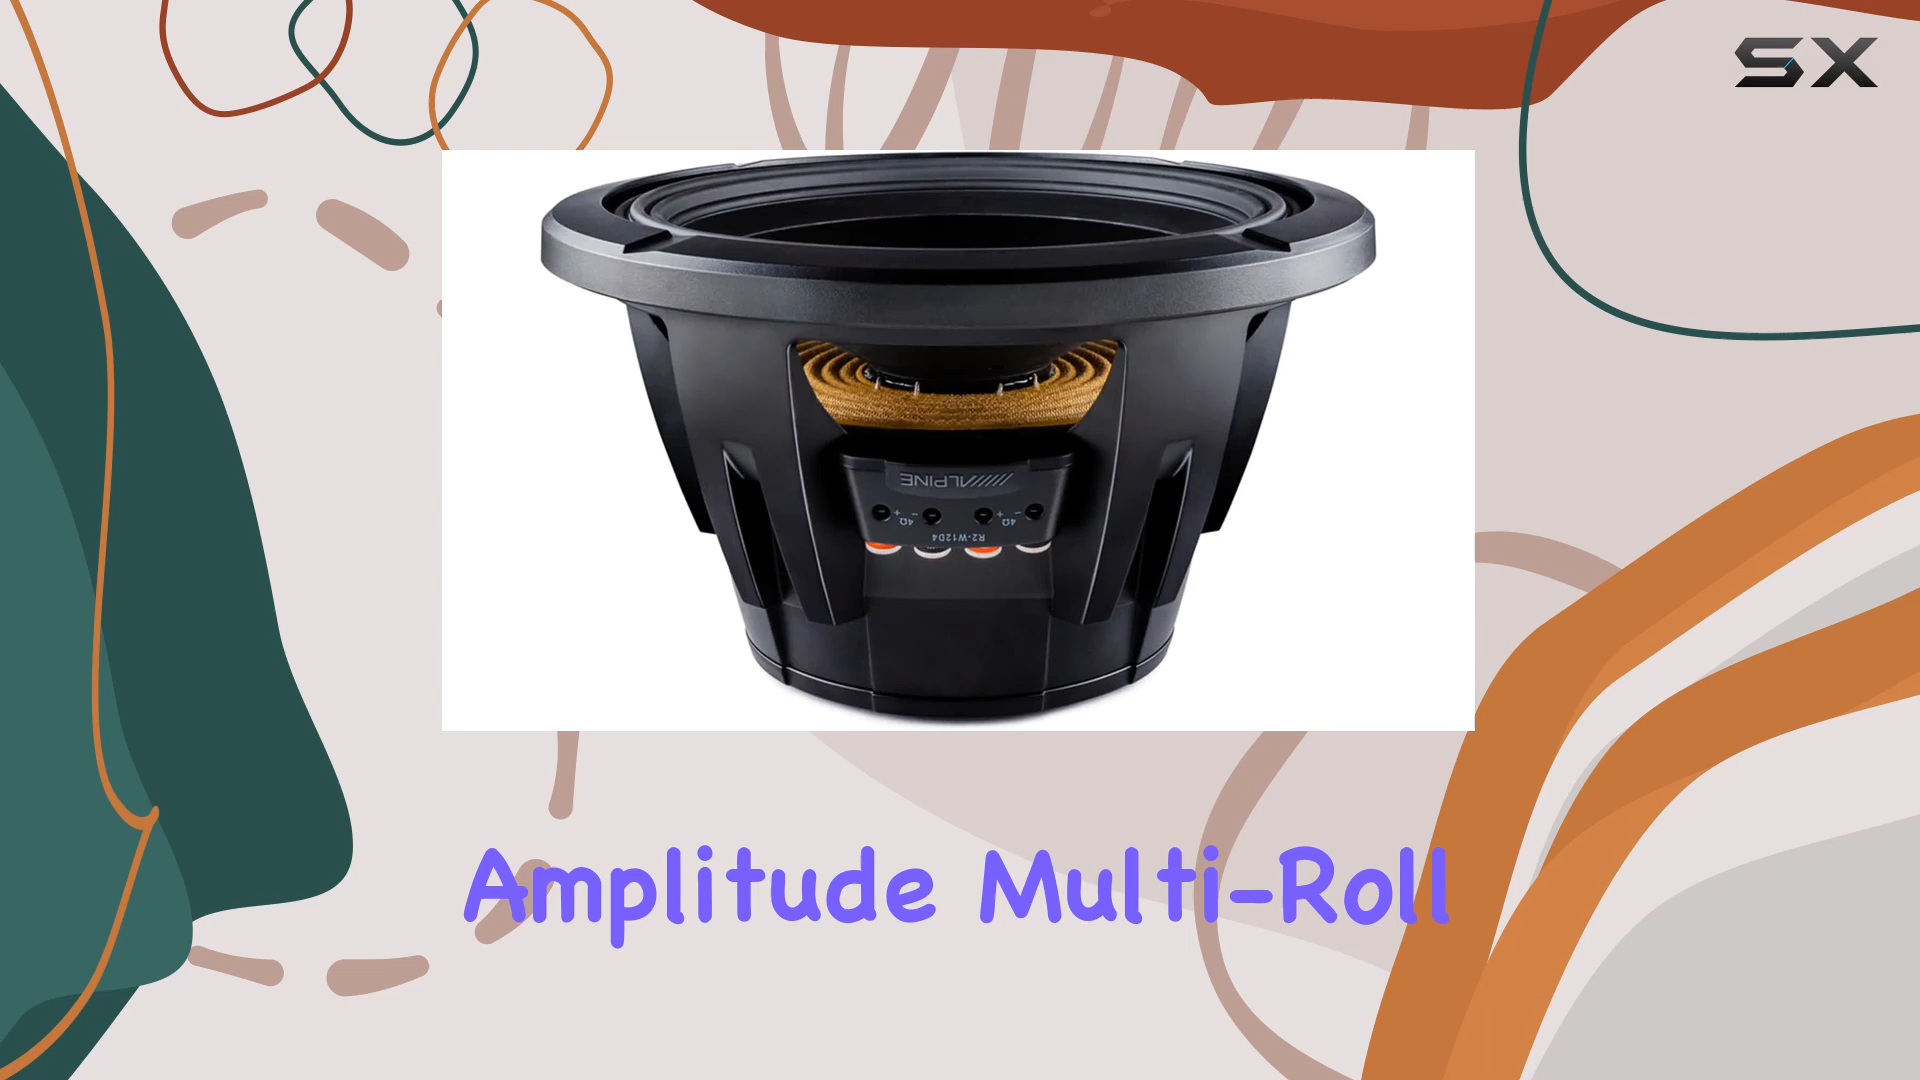 SX
ALPINE
+ 4Ω - + 4Ω -
R2-W12D4
Amplitude Multi-Roll